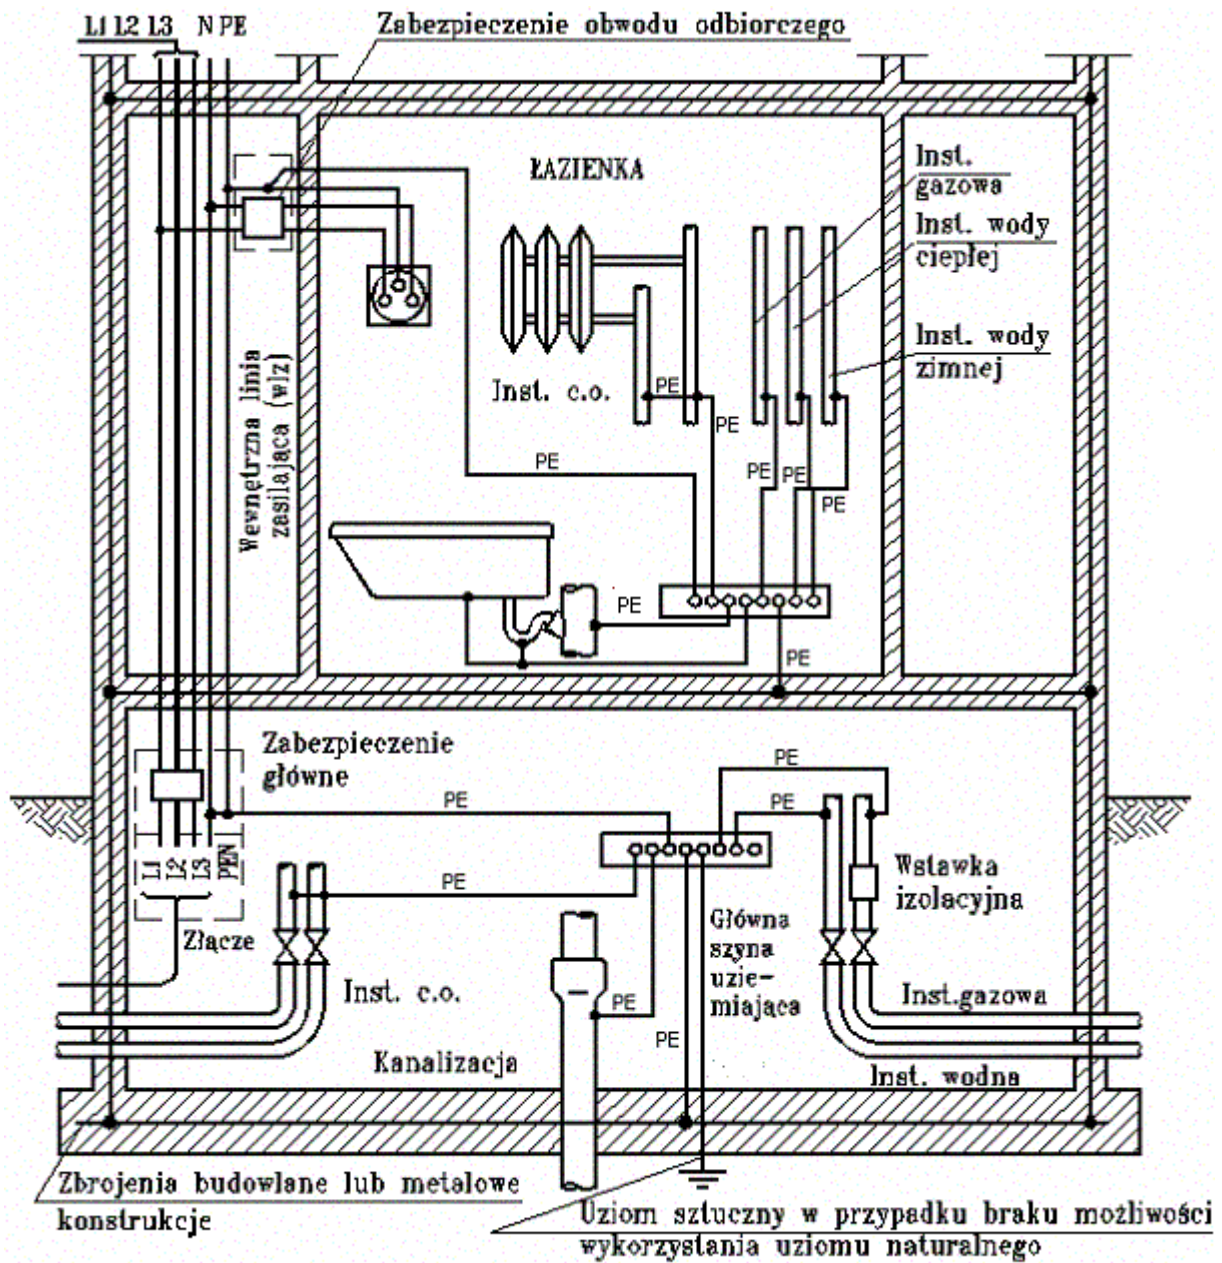 L1 L2 L3 N PE
Zabezpieczenie obwodu odbiorczego
ŁAZIENKA
Inst.
gazowa
Inst. wody
ciepłej
Inst. wody
zimnej
Inst. c.o.
PE
PE
PE
PE
PE
PE
PE
PE
Wewnętrzna linia
zasilająca (wlz)
Zabezpieczenie
główne
PE
PE
PE
L1
L2
L3
PEN
Złącze
PE
Wstawka
izolacyjna
Główna
szyna
uzie-
miająca
Inst. c.o.
PE
PE
Inst.gazowa
Kanalizacja
Inst. wodna
Zbrojenia budowlane lub metalowe
konstrukcje
Uziom sztuczny w przypadku braku możliwości
wykorzystania uziomu naturalnego